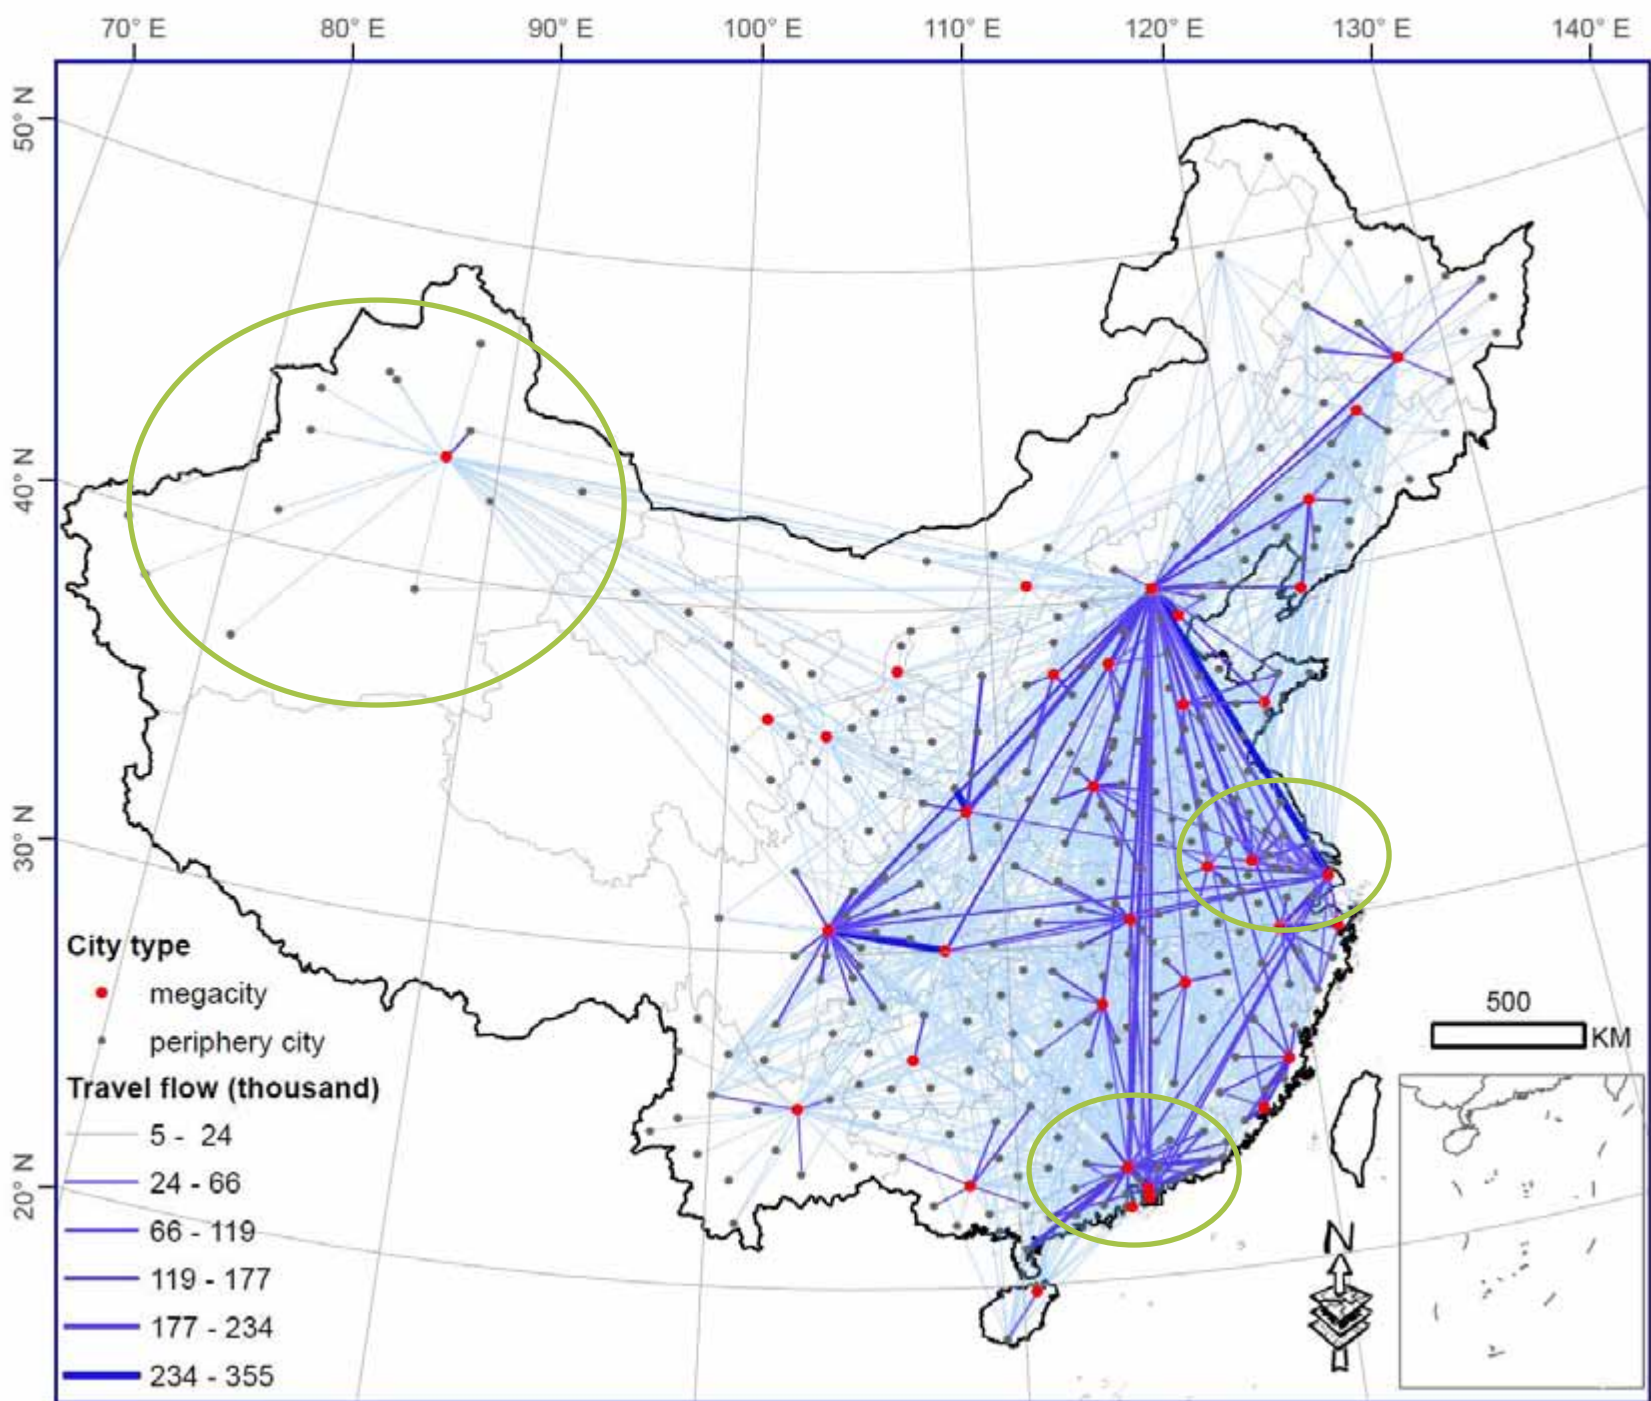 70° E 80° E 90° E 100° E 110° E 120° E 130° E 140° E
50° N
40° N
30° N
20° N
City type
megacity
periphery city
Travel flow (thousand)
5 - 24
24 - 66
66 - 119
119 - 177
177 - 234
234 - 355
500
KM
N